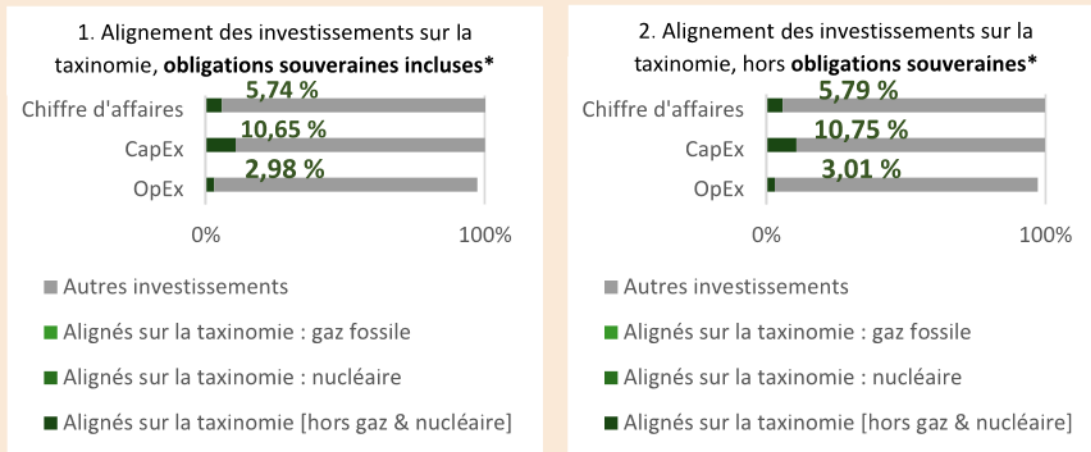 1. Alignement des investissements sur la
taxinomie, obligations souveraines incluses*
5,74 %
Chiffre d'affaires
10,65 %
CapEx
2,98 %
OpEx
0%
100%
Autres investissements
Alignés sur la taxinomie : gaz fossile
Alignés sur la taxinomie : nucléaire
Alignés sur la taxinomie [hors gaz & nucléaire]
2. Alignement des investissements sur la
taxinomie, hors obligations souveraines*
5,79 %
Chiffre d'affaires
10,75 %
CapEx
3,01 %
OpEx
0%
100%
Autres investissements
Alignés sur la taxinomie : gaz fossile
Alignés sur la taxinomie : nucléaire
Alignés sur la taxinomie [hors gaz & nucléaire]